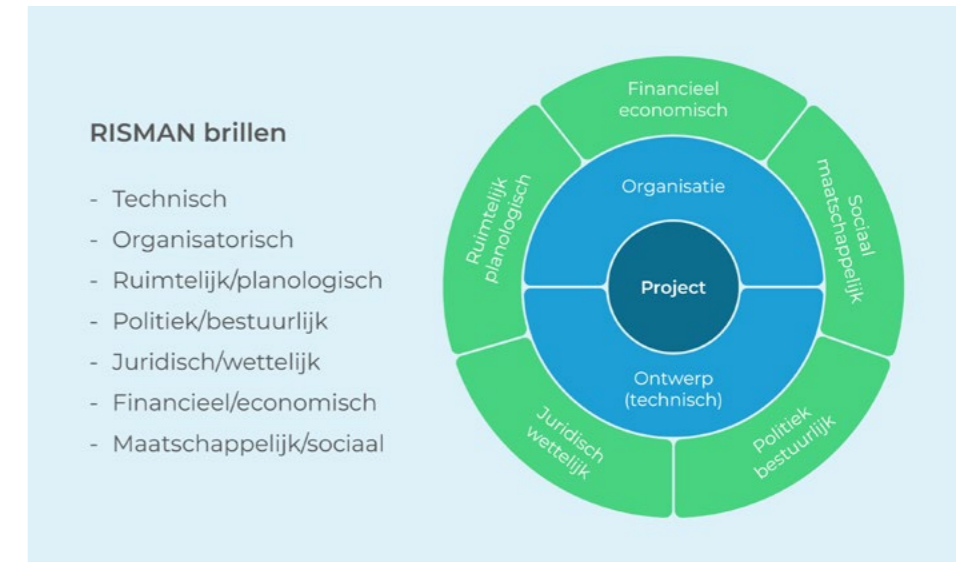 RISMAN brillen
- Technisch
- Organisatorisch
- Ruimtelijk/planologisch
- Politiek/bestuurlijk
- Juridisch/wettelijk
- Financieel/economisch
- Maatschappelijk/sociaal
Financieel
economisch
Sociaal
maatschappelijk
Politiek
bestuurlijk
Juridisch
wettelijk
Ruimtelijk
planologisch
Organisatie
Project
Ontwerp
(technisch)